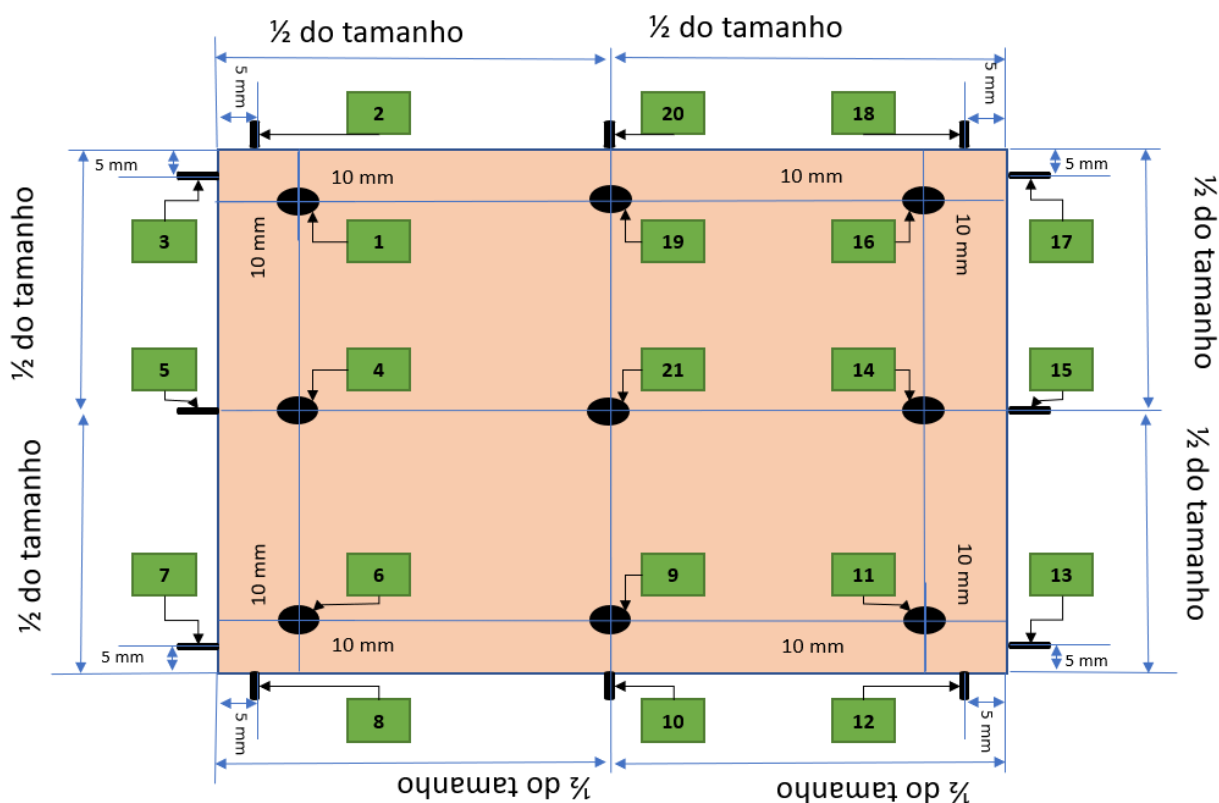 ½ do tamanho
½ do tamanho
5 mm
5 mm
2
20
18
5 mm
5 mm
10 mm
10 mm
3
1
19
16
17
10 mm
10 mm
½ do tamanho
½ do tamanho
5
4
21
14
15
½ do tamanho
½ do tamanho
7
6
9
11
13
10 mm
10 mm
10 mm
10 mm
5 mm
5 mm
8
10
12
5 mm
5 mm
½ do tamanho
½ do tamanho